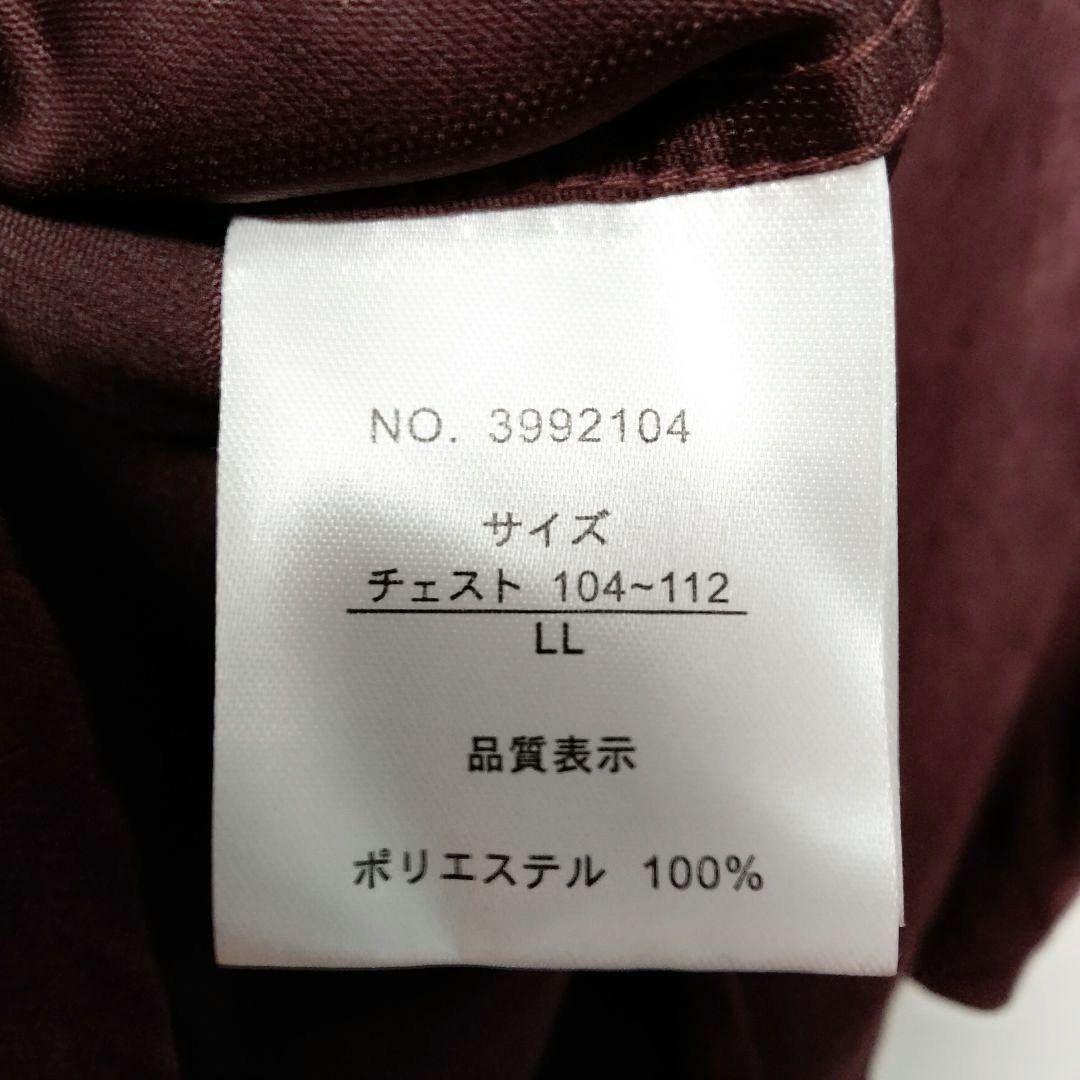 NO. 3992104
サイズ
チェスト 104~112
LL
品質表示
ポリエステル 100%